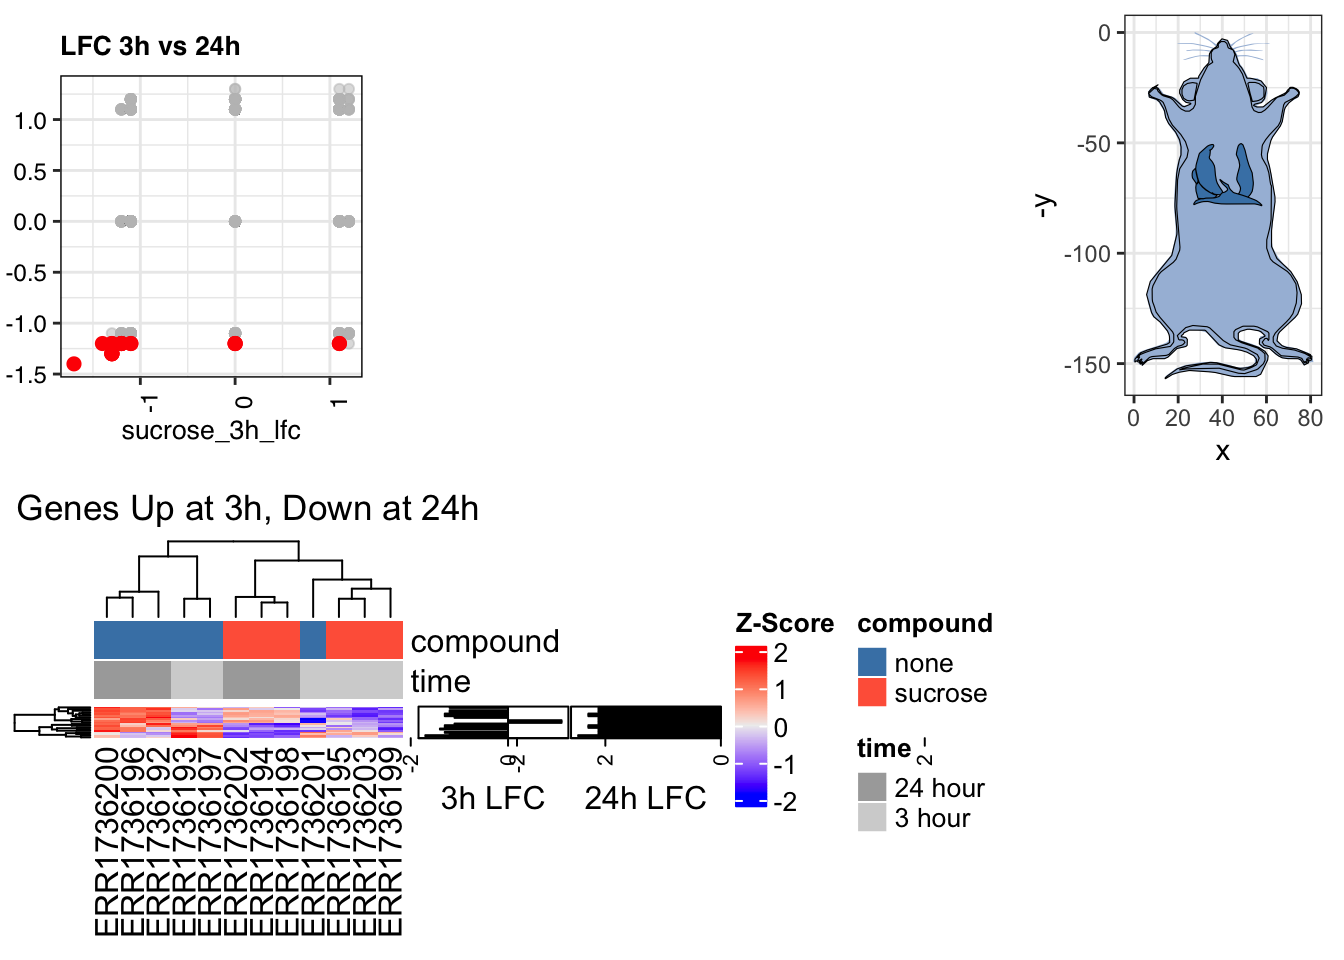 LFC 3h vs 24h
1.0
0.5
0.0
-0.5
-1.0
-1.5
-1
0
1
sucrose_3h_lfc
0
-50
-100
-150
-y
0 20 40 60 80
x
Genes Up at 3h, Down at 24h
compound
time
ERR1736200
ERR1736196
ERR1736192
ERR1736193
ERR1736197
ERR1736202
ERR1736194
ERR1736198
ERR1736201
ERR1736195
ERR1736203
ERR1736199
-2
2
0
3h LFC
24h LFC
Z-Score
2
1
0
-1
-2
compound
none
sucrose
time
24 hour
3 hour